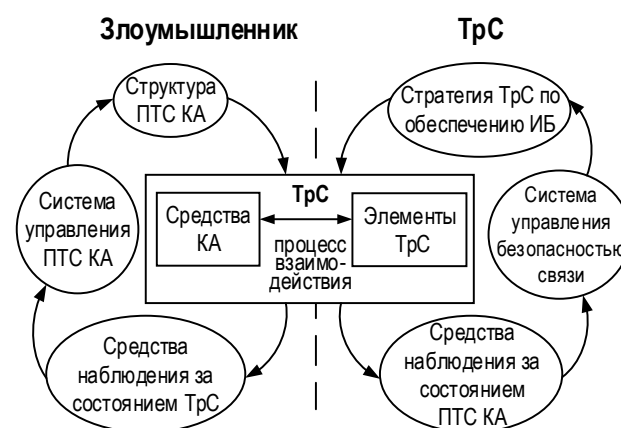 Злоумышленник
ТрС
Структура
ПТС КА
Стратегия ТрС по
обеспечению ИБ
Система
управления
ПТС КА
ТрС
Средства
КА
процесс
взаимо-
действия
Элементы
ТрС
Система
управления
безопасностью
связи
Средства
наблюдения за
состоянием ТрС
Средства
наблюдения за
состоянием
ПТС КА